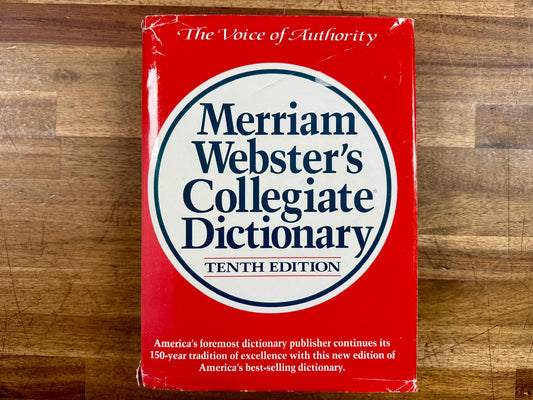 The Voice of Authority
Merriam
Webster's
Collegiate®
Dictionary
TENTH EDITION
America's foremost dictionary publisher continues its
150-year tradition of excellence with this new edition of
America's best-selling dictionary.